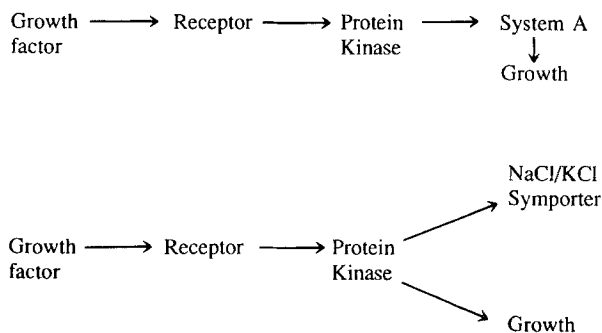 Growth Receptor Protein System A
factor Kinase
Growth
NaCl/KCl
Symporter
Growth Receptor Protein
factor Kinase
Growth